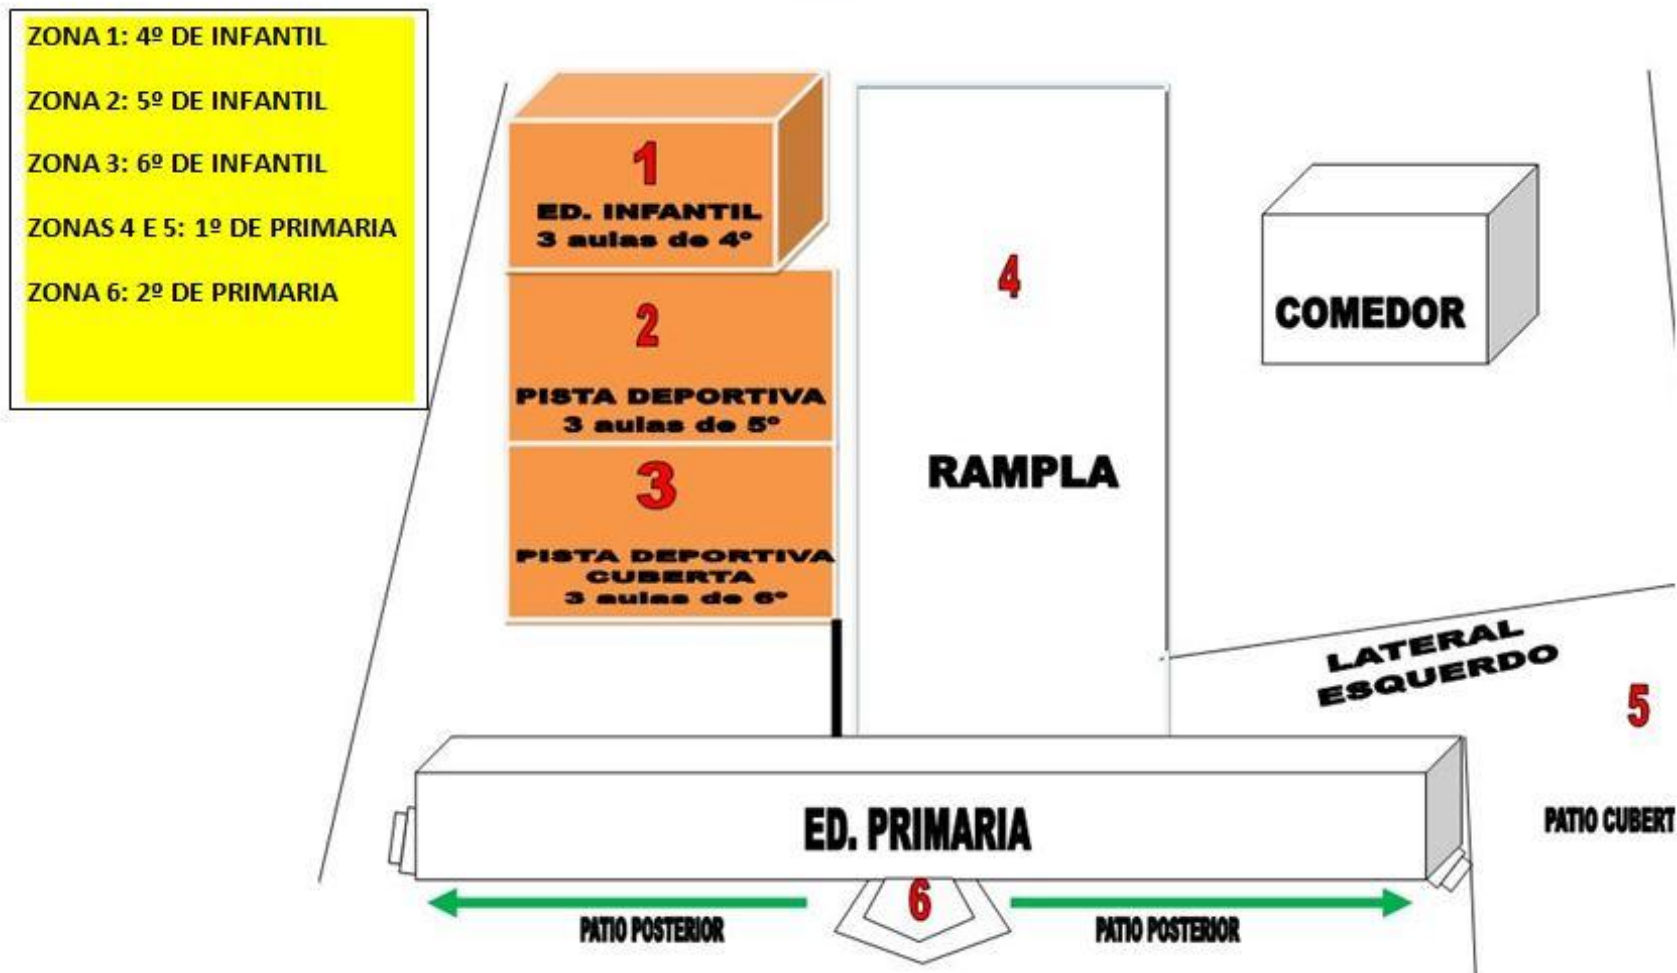 ZONA 1: 4º DE INFANTIL
ZONA 2: 5º DE INFANTIL
ZONA 3: 6º DE INFANTIL
ZONAS 4 E 5: 1º DE PRIMARIA
ZONA 6: 2º DE PRIMARIA
1
ED. INFANTIL
3 aulas de 4º
2
PISTA DEPORTIVA
3 aulas de 5º
3
PISTA DEPORTIVA
CUBERTA
3 aulas de 6º
4
RAMPLA
COMEDOR
LATERAL
ESQUERDO
5
PATIO CUBERT
ED. PRIMARIA
6
PATIO POSTERIOR
PATIO POSTERIOR